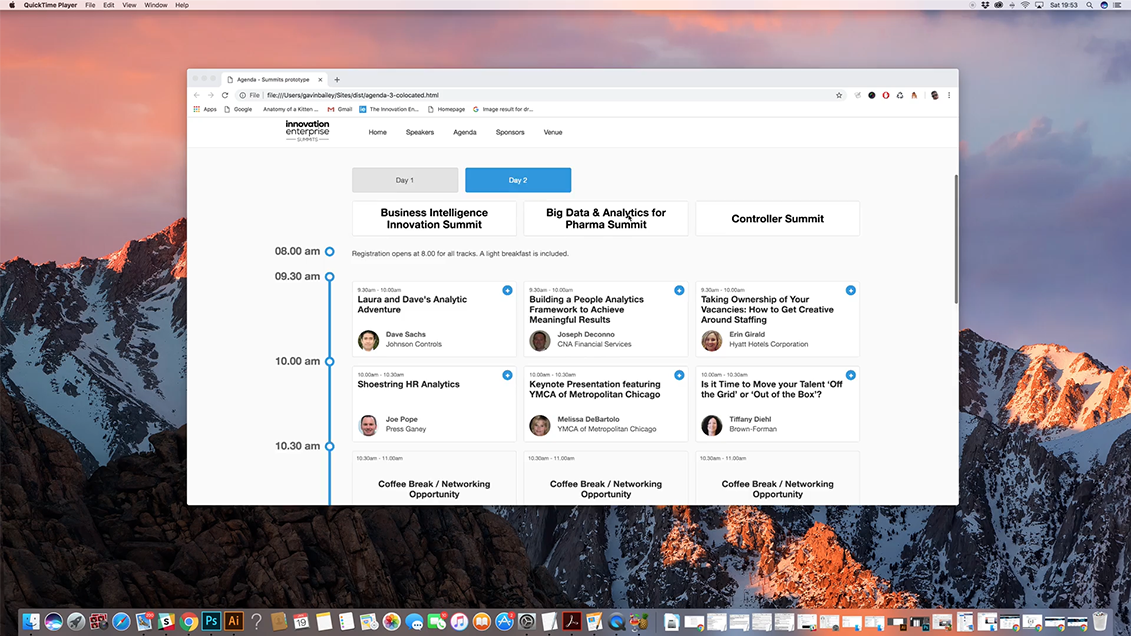 QuickTime Player File Edit View Window Help
Sat 19:53
Agenda - Summits prototype
File file:///Users/gavinbailey/Sites/dist/agenda-3-colocated.html
Apps Google Anatomy of a Kitten ... Gmail The Innovation En... Homepage Image result for dr...
innovation
enterprise
SUMMITS
Home Speakers Agenda Sponsors Venue
Day 1 Day 2
Business Intelligence
Innovation Summit
Big Data & Analytics for
Pharma Summit
Controller Summit
08.00 am
Registration opens at 8.00 for all tracks. A light breakfast is included.
09.30 am
9.30am - 10.00am
Laura and Dave's Analytic
Adventure
Dave Sachs
Johnson Controls
9.30am - 10.00am
Building a People Analytics
Framework to Achieve
Meaningful Results
Joseph Deconno
CNA Financial Services
9.30am - 10.00am
Taking Ownership of Your
Vacancies: How to Get Creative
Around Staffing
Erin Girald
Hyatt Hotels Corporation
10.00 am
10.00am - 10.30am
Shoestring HR Analytics
Joe Pope
Press Ganey
10.00am - 10.30am
Keynote Presentation featuring
YMCA of Metropolitan Chicago
Melissa DeBartolo
YMCA of Metropolitan Chicago
10.00am - 10.30am
Is it Time to Move your Talent ‘Off
the Grid’ or ‘Out of the Box’?
Tiffany Diehl
Brown-Forman
10.30 am
10.30am - 11.00am
Coffee Break / Networking
Opportunity
10.30am - 11.00am
Coffee Break / Networking
Opportunity
10.30am - 11.00am
Coffee Break / Networking
Opportunity
Ps
Ai
19